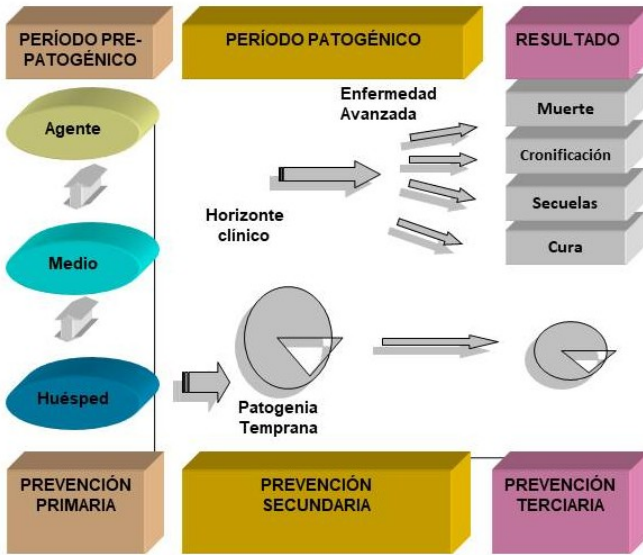 PERÍODO PRE-
PATOGÉNICO
PERÍODO PATOGÉNICO
RESULTADO
Agente
Medio
Huésped
Enfermedad
Avanzada
Horizonte
clínico
Patogenia
Temprana
Muerte
Cronificación
Secuelas
Cura
PREVENCIÓN
PRIMARIA
PREVENCIÓN
SECUNDARIA
PREVENCIÓN
TERCIARIA